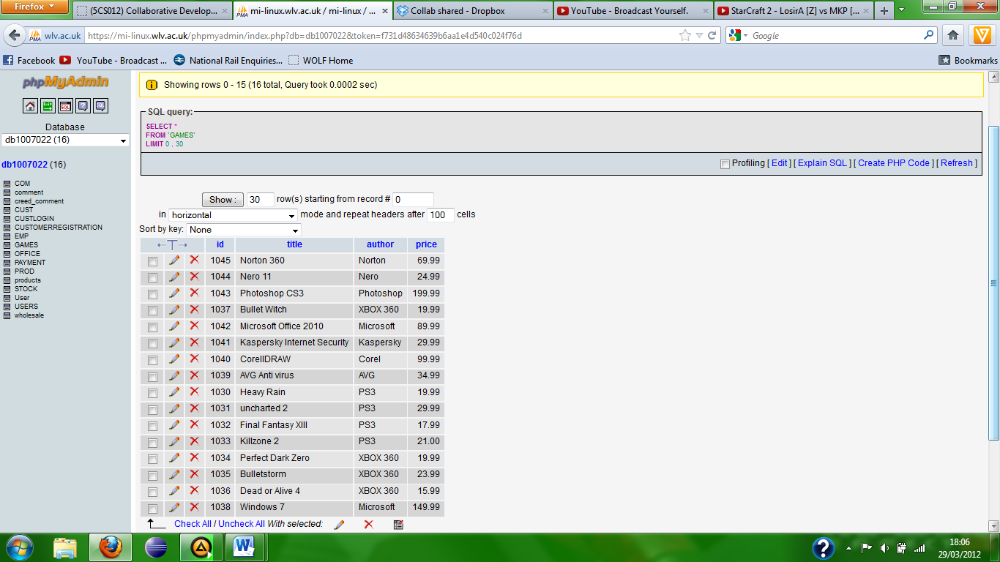 Firefox
(5CS012) Collaborative Develop... mi-linux.wlv.ac.uk / mi-linux / ... Collab shared - Dropbox YouTube - Broadcast Yourself. StarCraft 2 - LosirA [Z] vs MKP [...
wlv.ac.uk https://mi-linux.wlv.ac.uk/phpmyadmin/index.php?db=db1007022&token=f731d48634639b6aa1e4d540c024f76d Google
Facebook YouTube - Broadcast ... National Rail Enquiries... WOLF Home Bookmarks
phpMyAdmin
SQL
Database
db1007022 (16)
db1007022 (16)
COM
comment
creed_comment
CUST
CUSTLOGIN
CUSTOMERREGISTRATION
EMP
GAMES
OFFICE
PAYMENT
PROD
products
STOCK
User
USERS
wholesale
Showing rows 0 - 15 (16 total, Query took 0.0002 sec)
SQL query:
SELECT *
FROM `GAMES`
LIMIT 0 , 30
Profiling [ Edit ] [ Explain SQL ] [ Create PHP Code ] [ Refresh ]
Show : 30 row(s) starting from record # 0
in horizontal mode and repeat headers after 100 cells
Sort by key: None
←T→ id title author price
1045 Norton 360 Norton 69.99
1044 Nero 11 Nero 24.99
1043 Photoshop CS3 Photoshop 199.99
1037 Bullet Witch XBOX 360 19.99
1042 Microsoft Office 2010 Microsoft 89.99
1041 Kaspersky Internet Security Kaspersky 29.99
1040 CorelIDRAW Corel 99.99
1039 AVG Anti virus AVG 34.99
1030 Heavy Rain PS3 19.99
1031 uncharted 2 PS3 29.99
1032 Final Fantasy XIII PS3 17.99
1033 Killzone 2 PS3 21.00
1034 Perfect Dark Zero XBOX 360 19.99
1035 Bulletstorm XBOX 360 23.99
1036 Dead or Alive 4 XBOX 360 15.99
1038 Windows 7 Microsoft 149.99
Check All / Uncheck All With selected:
18:06
29/03/2012